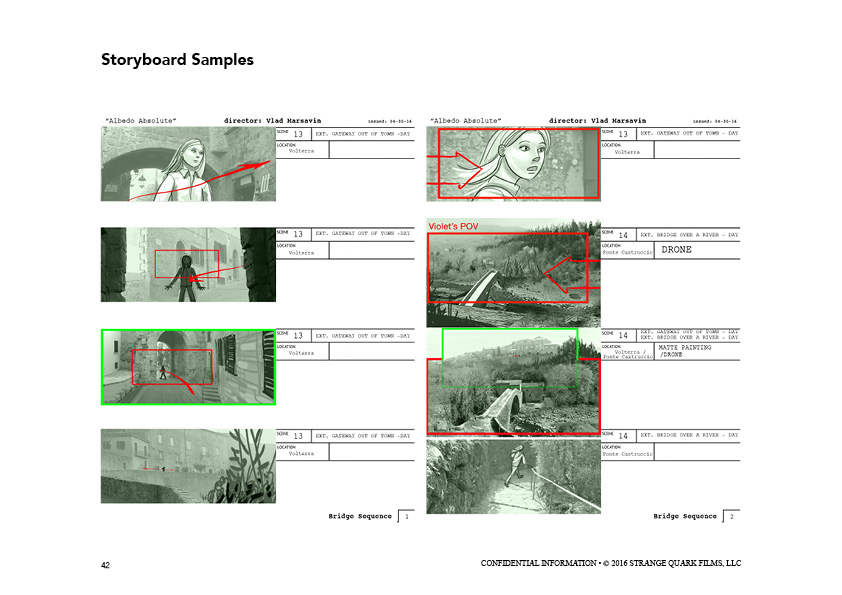 Storyboard Samples
"Albedo Absolute" director: Vlad Marsavin issued: 04-30-16
SCENE 13 EXT. GATEWAY OUT OF TOWN -DAY
LOCATION
Volterra
SCENE 13 EXT. GATEWAY OUT OF TOWN -DAY
LOCATION
Volterra
SCENE 13 EXT. GATEWAY OUT OF TOWN -DAY
LOCATION
Volterra
SCENE 13 EXT. GATEWAY OUT OF TOWN -DAY
LOCATION
Volterra
Bridge Sequence 1
"Albedo Absolute" director: Vlad Marsavin issued: 04-30-16
SCENE 13 EXT. GATEWAY OUT OF TOWN - DAY
LOCATION
Volterra
Violet's POV
SCENE 14 EXT. BRIDGE OVER A RIVER - DAY
LOCATION
Ponte Castruccio
DRONE
SCENE 14 EXT. GATEWAY OUT OF TOWN - DAY
EXT. BRIDGE OVER A RIVER - DAY
LOCATION
Volterra /
Ponte Castruccio
MATTE PAINTING
/DRONE
SCENE 14 EXT. BRIDGE OVER A RIVER - DAY
LOCATION
Ponte Castruccio
Bridge Sequence 2
42
CONFIDENTIAL INFORMATION • © 2016 STRANGE QUARK FILMS, LLC